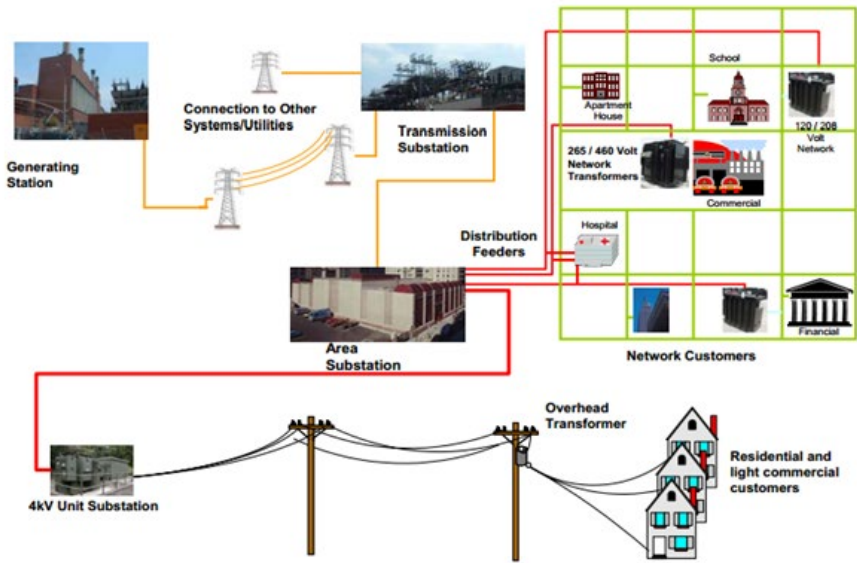 School
Connection to Other
Systems/Utilities
Transmission
Substation
Apartment
House
120 / 208
Volt
Network
265 / 460 Volt
Network
Transformers
Generating
Station
Commercial
Distribution
Feeders
Hospital
Financial
Area
Substation
Network Customers
Overhead
Transformer
Residential and
light commercial
customers
4kV Unit Substation